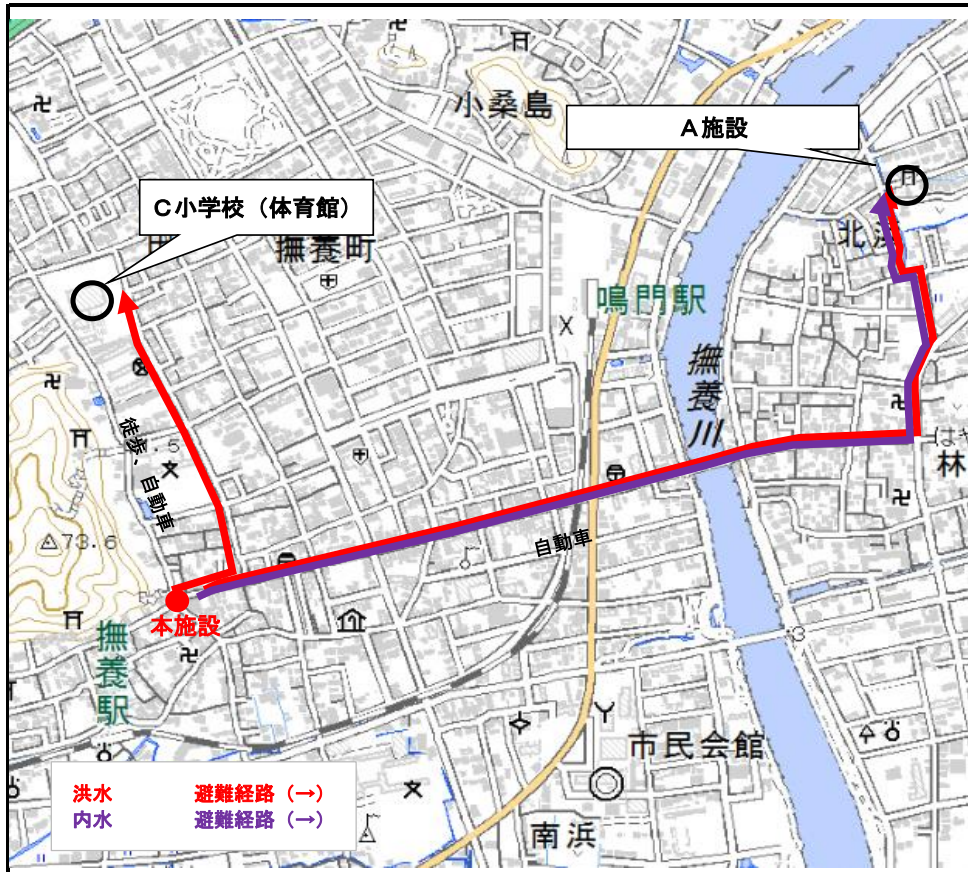 小桑島
A施設
C小学校(体育館)
撫養町
北浜
鳴門駅
撫養川
徒歩、自動車
.5
林
自動車
73.6
本施設
撫養駅
3
市民会館
洪水 避難経路(→)
内水 避難経路(→)
南浜